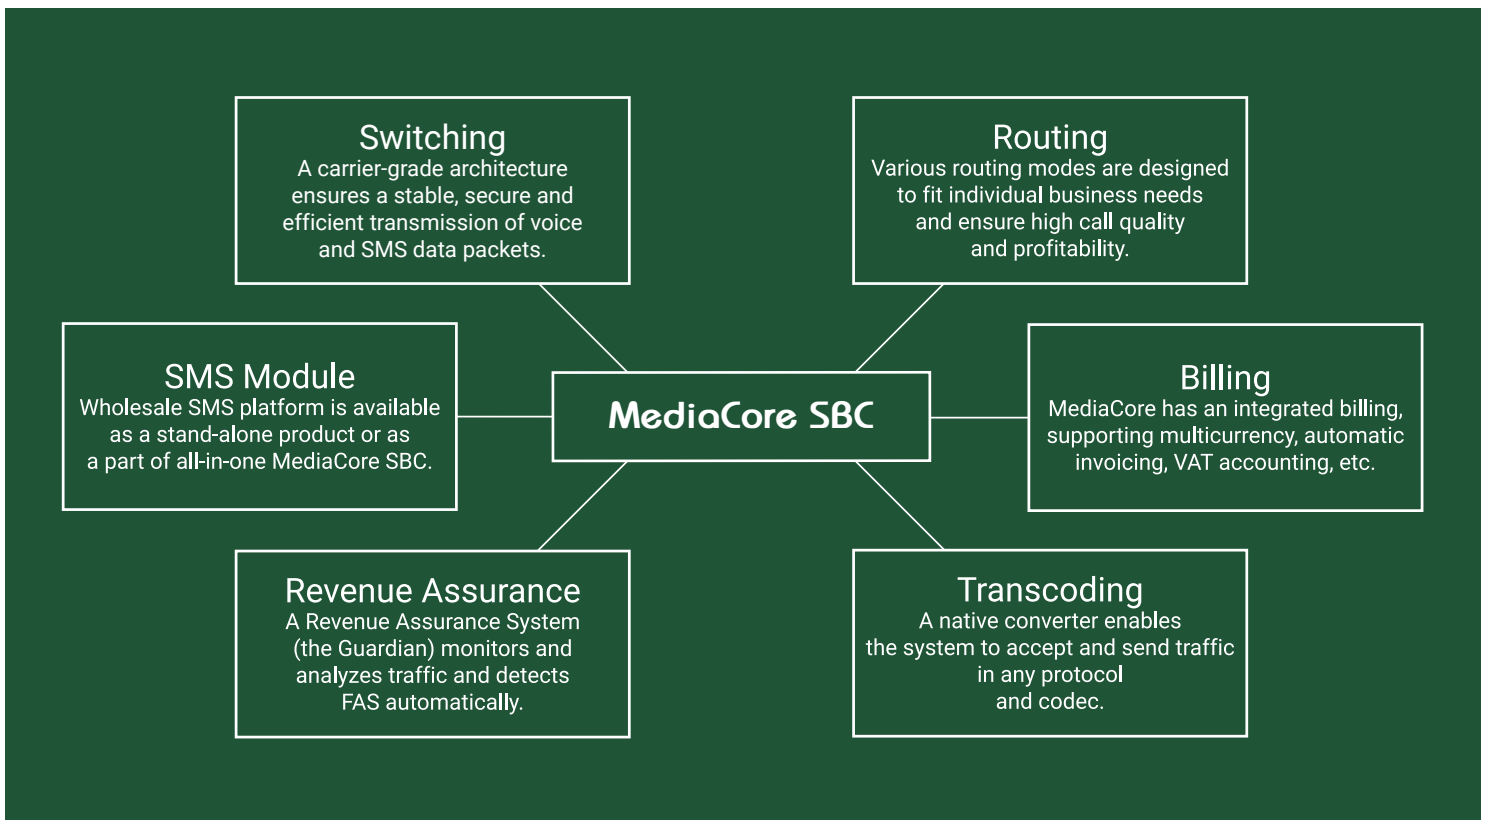 Switching
A carrier-grade architecture
ensures a stable, secure and
efficient transmission of voice
and SMS data packets.
Routing
Various routing modes are designed
to fit individual business needs
and ensure high call quality
and profitability.
SMS Module
Wholesale SMS platform is available
as a stand-alone product or as
a part of all-in-one MediaCore SBC.
MediaCore SBC
Billing
MediaCore has an integrated billing,
supporting multicurrency, automatic
invoicing, VAT accounting, etc.
Revenue Assurance
A Revenue Assurance System
(the Guardian) monitors and
analyzes traffic and detects
FAS automatically.
Transcoding
A native converter enables
the system to accept and send traffic
in any protocol
and codec.